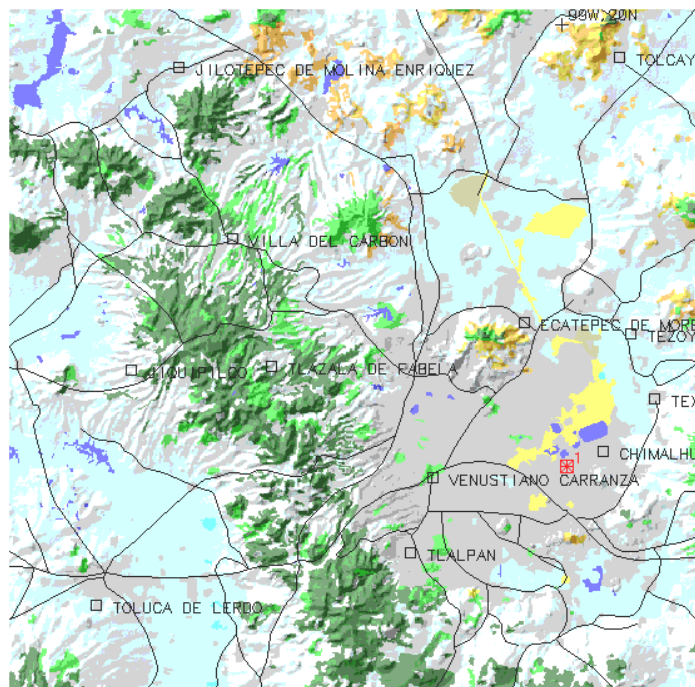 99W,20N
TOLCAY
JILOTEPEC DE MOLINA ENRIQUEZ
VILLA DEL CARBON
ECATEPEC DE MORE
TEZOY
JIQUIPILCO
TLAZALA DE FABELA
TEX
CHIMALHU
1
VENUSTIANO CARRANZA
TLALPAN
TOLUCA DE LERDO